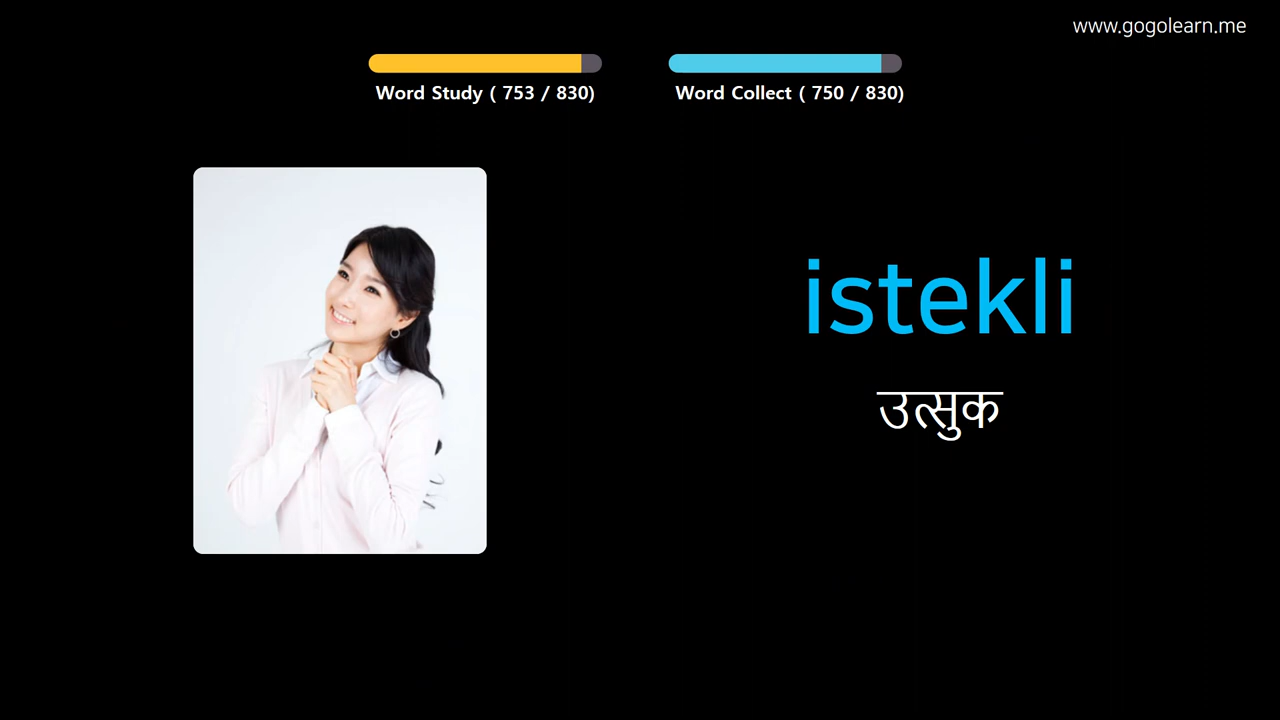 www.gogolearn.me
Word Study ( 753 / 830)
Word Collect ( 750 / 830)
istekli
उत्सुक